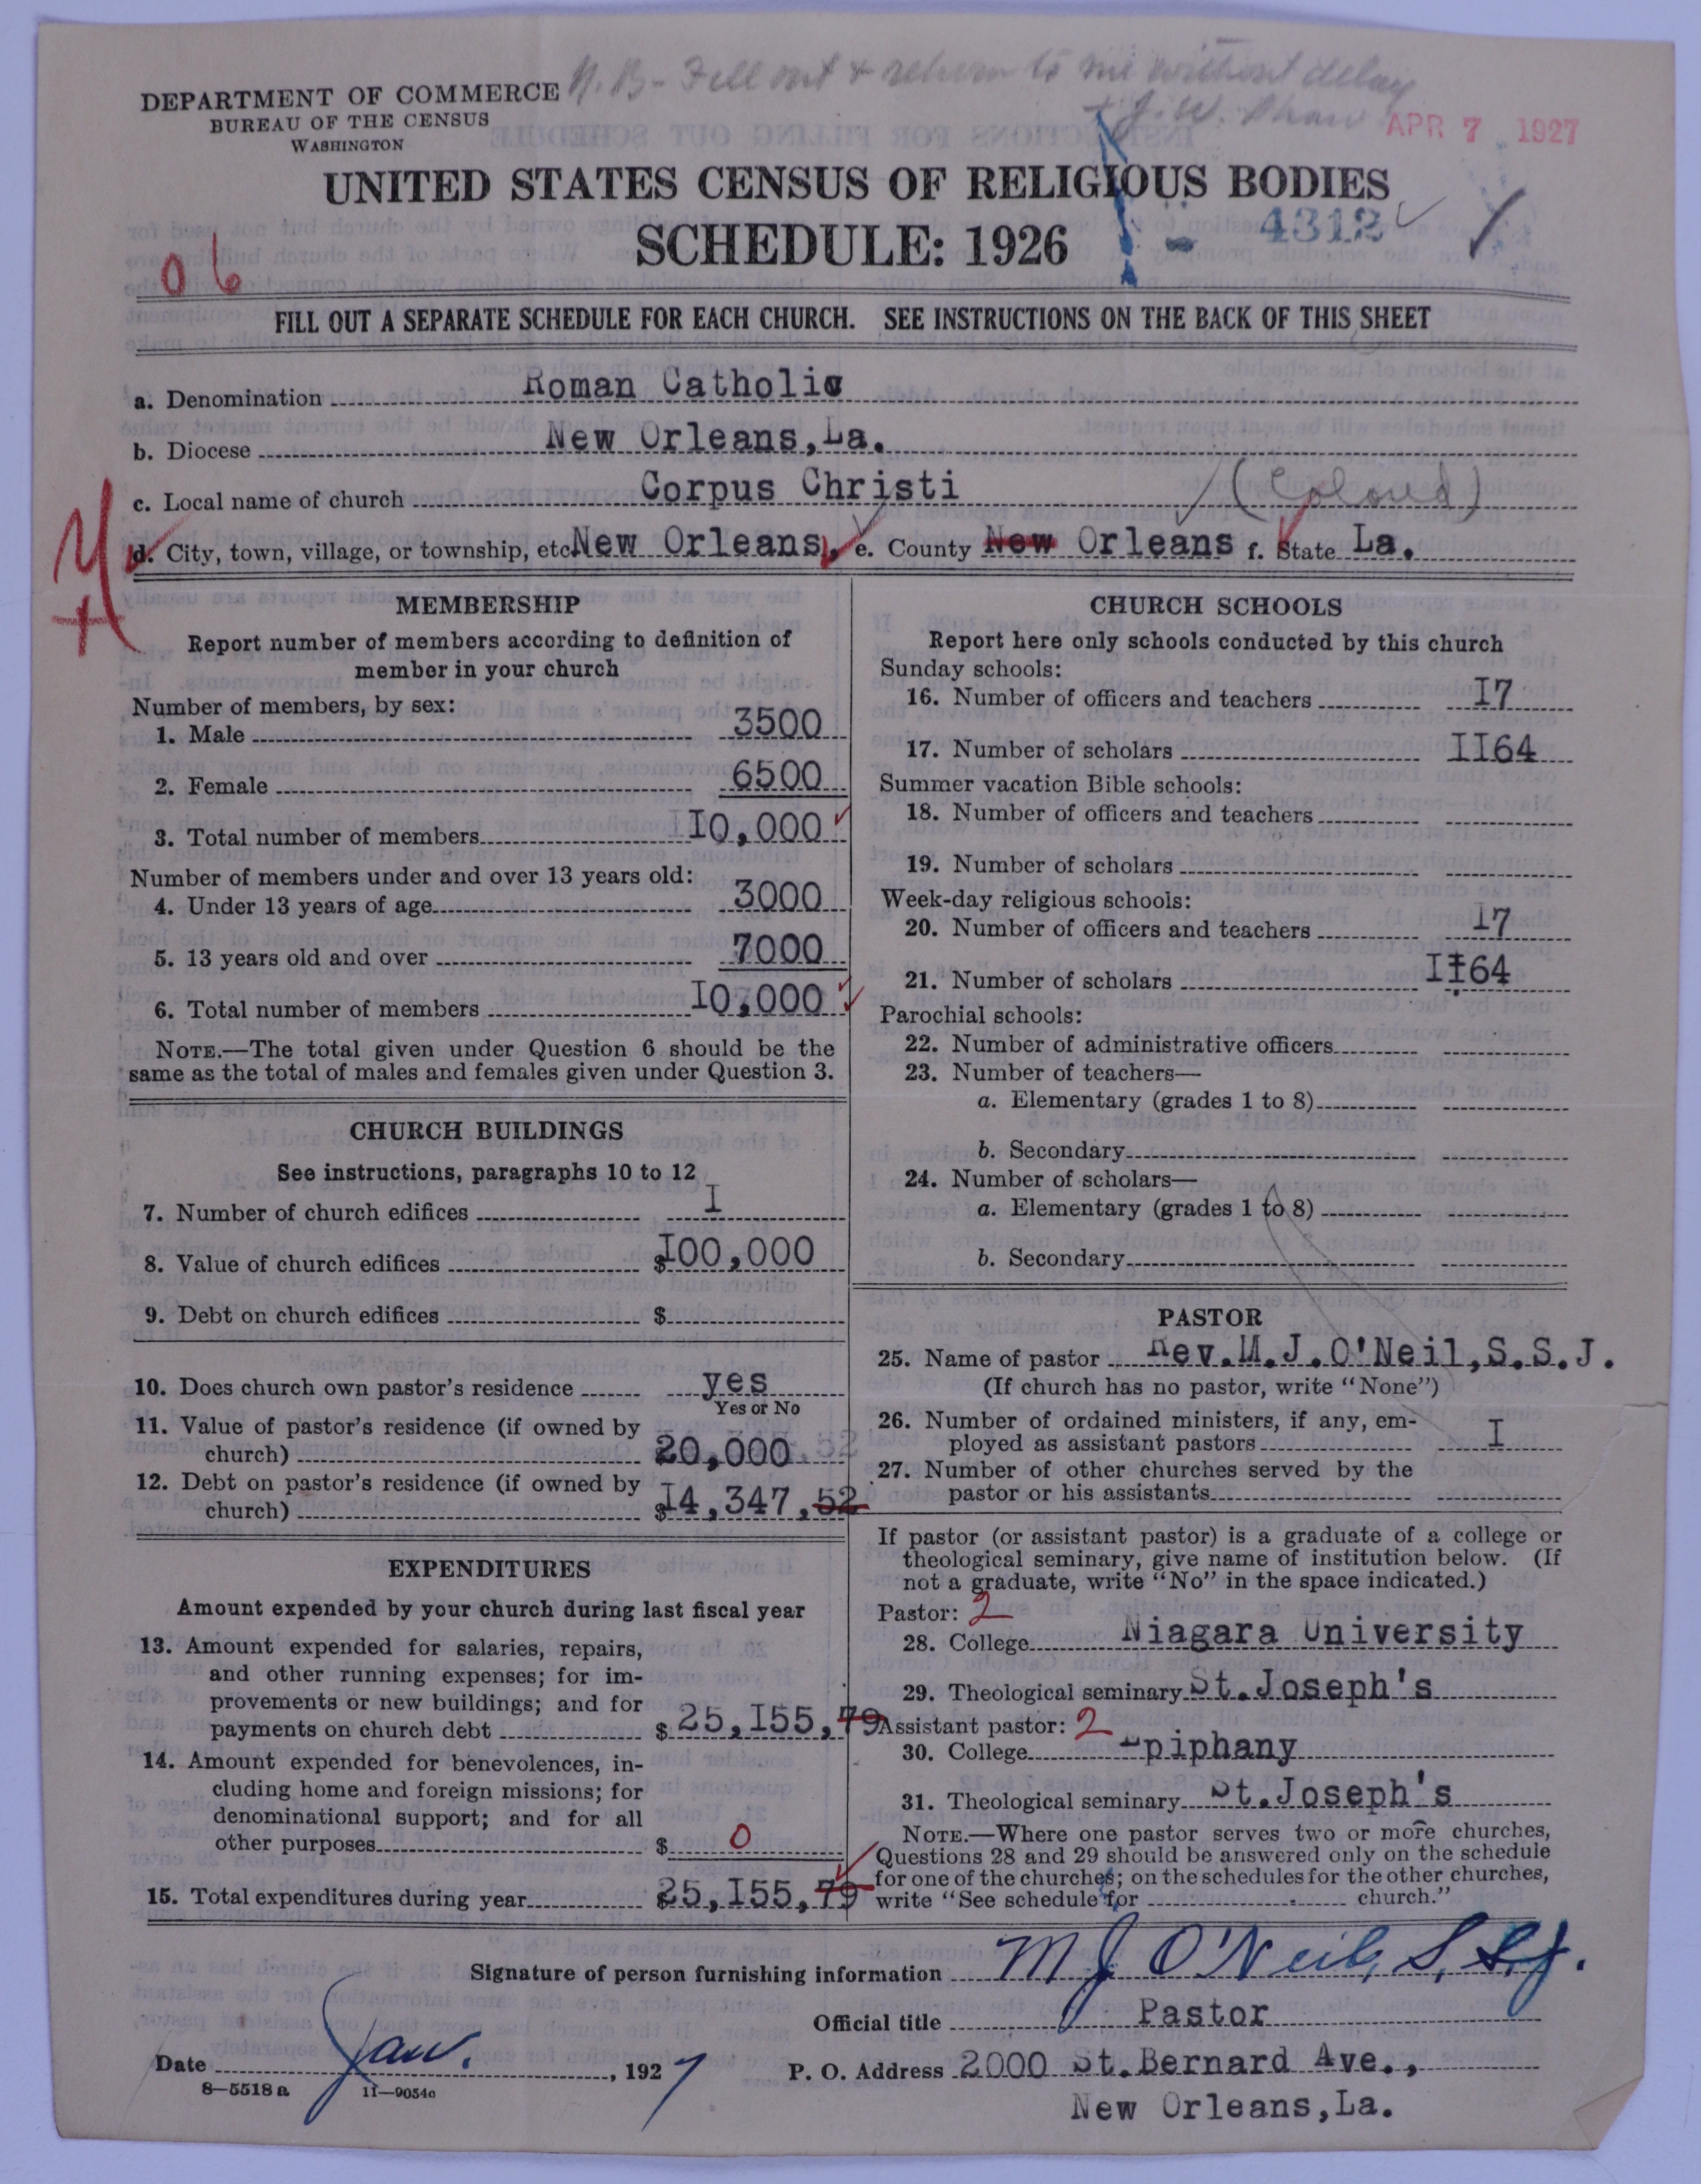 N.B- Fill out & return to me without delay
+ J. W. Shaw
DEPARTMENT OF COMMERCE
BUREAU OF THE CENSUS
WASHINGTON
APR 7 1927
UNITED STATES CENSUS OF RELIGIOUS BODIES
SCHEDULE: 1926
- 4312
06
FILL OUT A SEPARATE SCHEDULE FOR EACH CHURCH. SEE INSTRUCTIONS ON THE BACK OF THIS SHEET
a. Denomination Roman Catholic
b. Diocese New Orleans,La.
c. Local name of church Corpus Christi (Colored)
d. City, town, village, or township, etc. New Orleans, e. County New Orleans f. State La.
MEMBERSHIP
Report number of members according to definition of
member in your church
Number of members, by sex:
1. Male 3500
2. Female 6500
3. Total number of members I0,000
Number of members under and over 13 years old:
4. Under 13 years of age 3000
5. 13 years old and over 7000
6. Total number of members I0,000
NOTE.—The total given under Question 6 should be the
same as the total of males and females given under Question 3.
CHURCH BUILDINGS
See instructions, paragraphs 10 to 12
7. Number of church edifices I
8. Value of church edifices $I00,000
9. Debt on church edifices $
10. Does church own pastor's residence yes
Yes or No
11. Value of pastor's residence (if owned by
church) 20,000.52
12. Debt on pastor's residence (if owned by
church) $I4,347,52
EXPENDITURES
Amount expended by your church during last fiscal year
13. Amount expended for salaries, repairs,
and other running expenses; for im-
provements or new buildings; and for
payments on church debt $ 25,I55,79
14. Amount expended for benevolences, in-
cluding home and foreign missions; for
denominational support; and for all
other purposes $ 0
15. Total expenditures during year $25,I55,79
CHURCH SCHOOLS
Report here only schools conducted by this church
Sunday schools:
16. Number of officers and teachers I7
17. Number of scholars II64
Summer vacation Bible schools:
18. Number of officers and teachers
19. Number of scholars
Week-day religious schools:
20. Number of officers and teachers I7
21. Number of scholars II64
Parochial schools:
22. Number of administrative officers
23. Number of teachers—
a. Elementary (grades 1 to 8)
b. Secondary
24. Number of scholars—
a. Elementary (grades 1 to 8)
b. Secondary
PASTOR
25. Name of pastor Rev.M.J.O'Neil,S.S.J.
(If church has no pastor, write "None")
26. Number of ordained ministers, if any, em-
ployed as assistant pastors I
27. Number of other churches served by the
pastor or his assistants
If pastor (or assistant pastor) is a graduate of a college or
theological seminary, give name of institution below. (If
not a graduate, write "No" in the space indicated.)
Pastor: 2
28. College Niagara University
29. Theological seminary St.Joseph's
Assistant pastor: 2
30. College Epiphany
31. Theological seminary St.Joseph's
NOTE.—Where one pastor serves two or more churches,
Questions 28 and 29 should be answered only on the schedule
for one of the churches; on the schedules for the other churches,
write "See schedule for church."
Signature of person furnishing information M J O'Neil, S.S.J.
Official title Pastor
Date Jan. , 1927
P. O. Address 2000 St.Bernard Ave.,
New Orleans,La.
8—5518 a 11—9054c